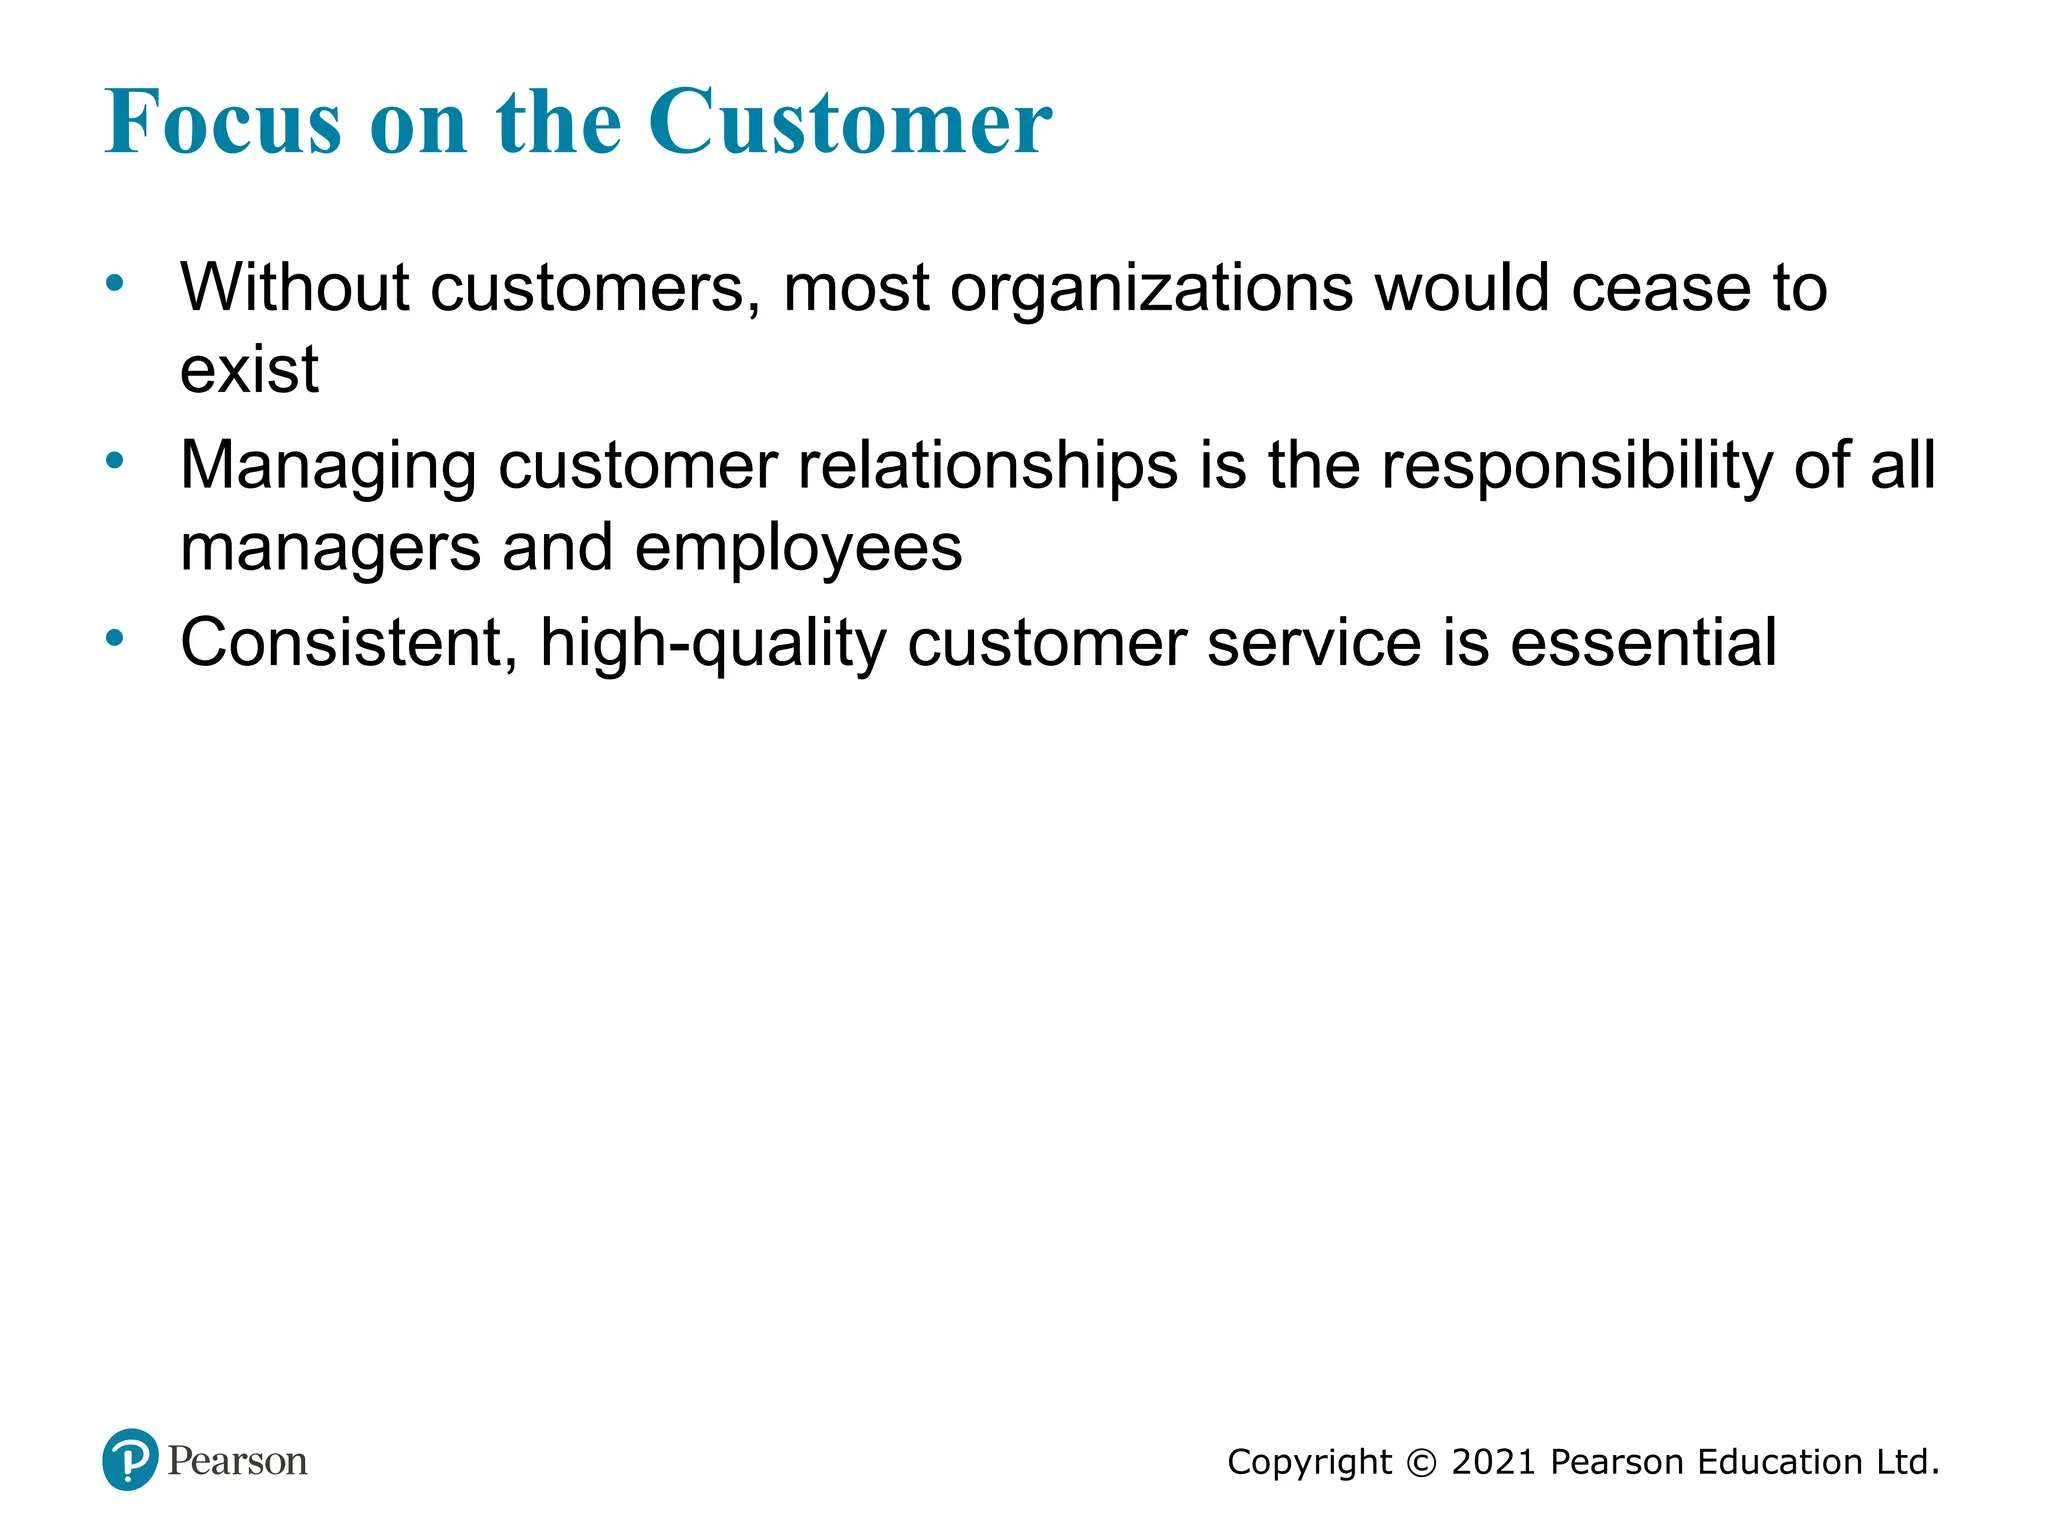 Focus on the Customer
• Without customers, most organizations would cease to
exist
• Managing customer relationships is the responsibility of all
managers and employees
• Consistent, high-quality customer service is essential
Pearson
Copyright © 2021 Pearson Education Ltd.